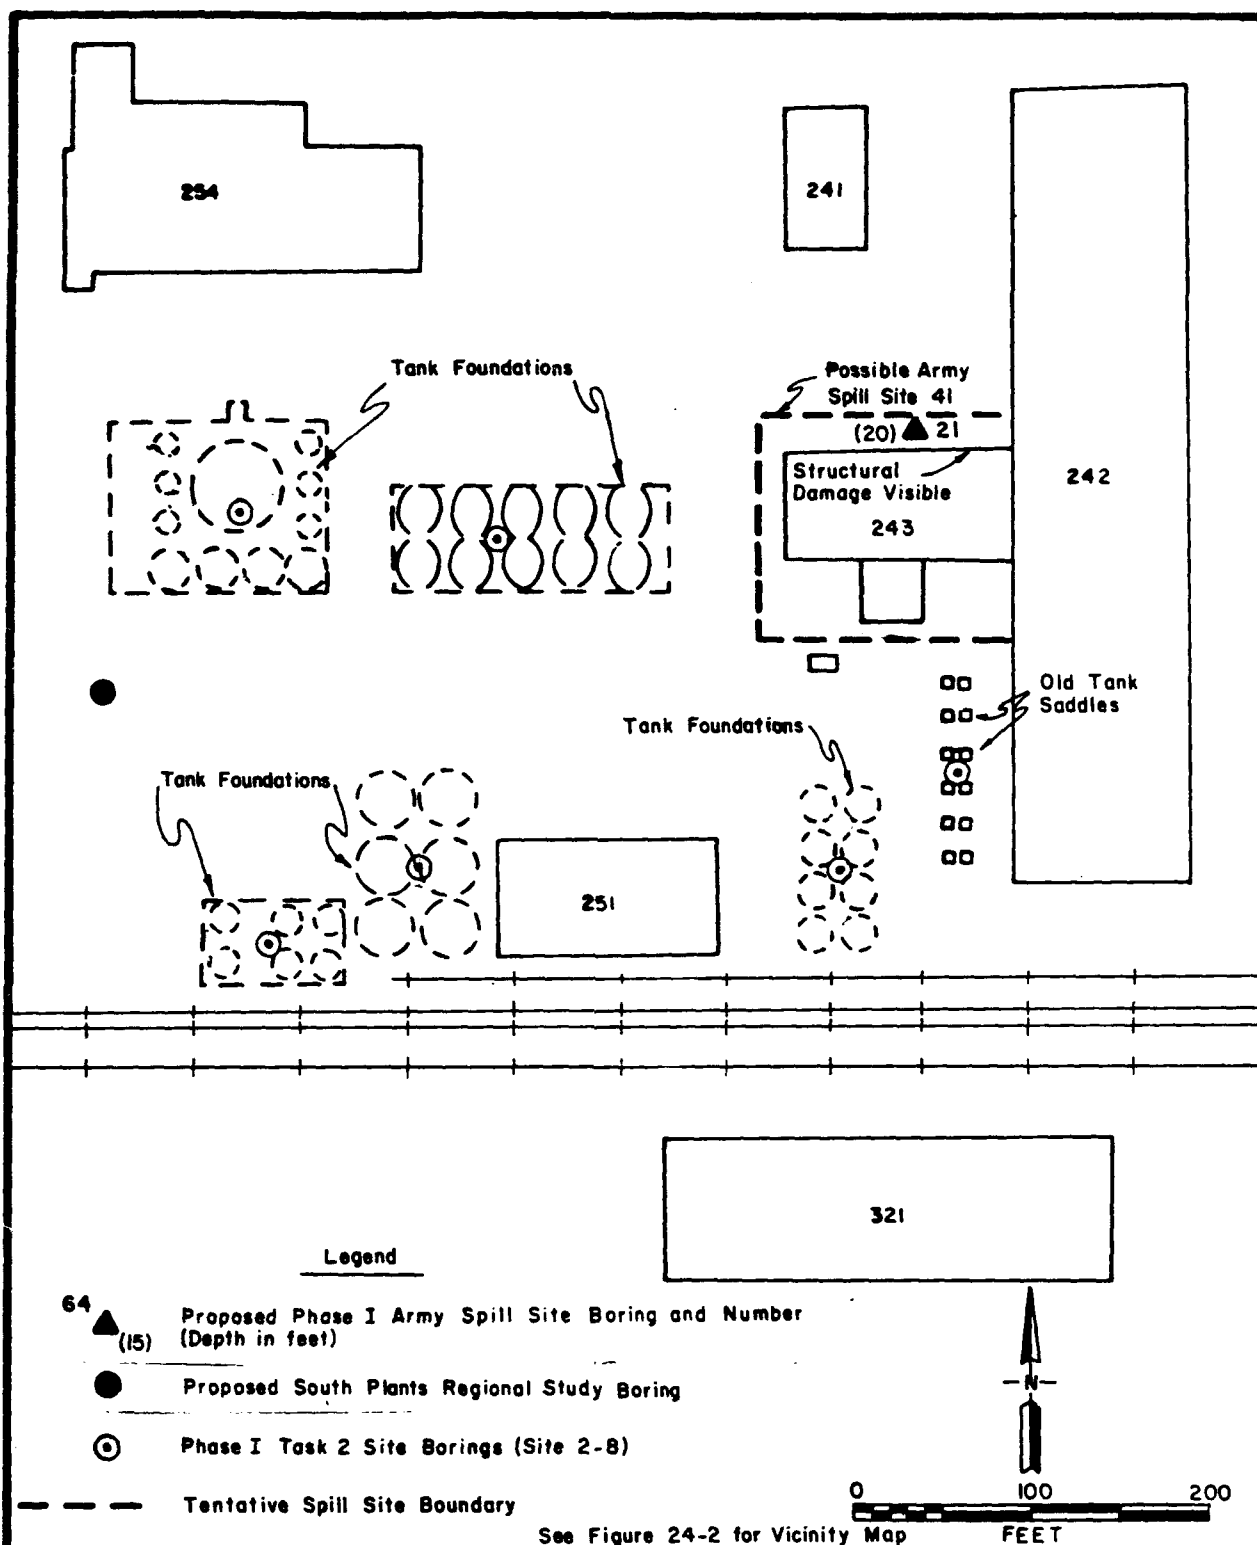 254
241
Tank Foundations
Possible Army
Spill Site 41
(20) 21
Structural
Damage Visible
243
242
Old Tank
Saddles
Tank Foundations
Tank Foundations
251
321
Legend
64
(15)
Proposed Phase I Army Spill Site Boring and Number
(Depth in feet)
Proposed South Plants Regional Study Boring
Phase I Task 2 Site Borings (Site 2-8)
Tentative Spill Site Boundary
N
0 100 200
FEET
See Figure 24-2 for Vicinity Map